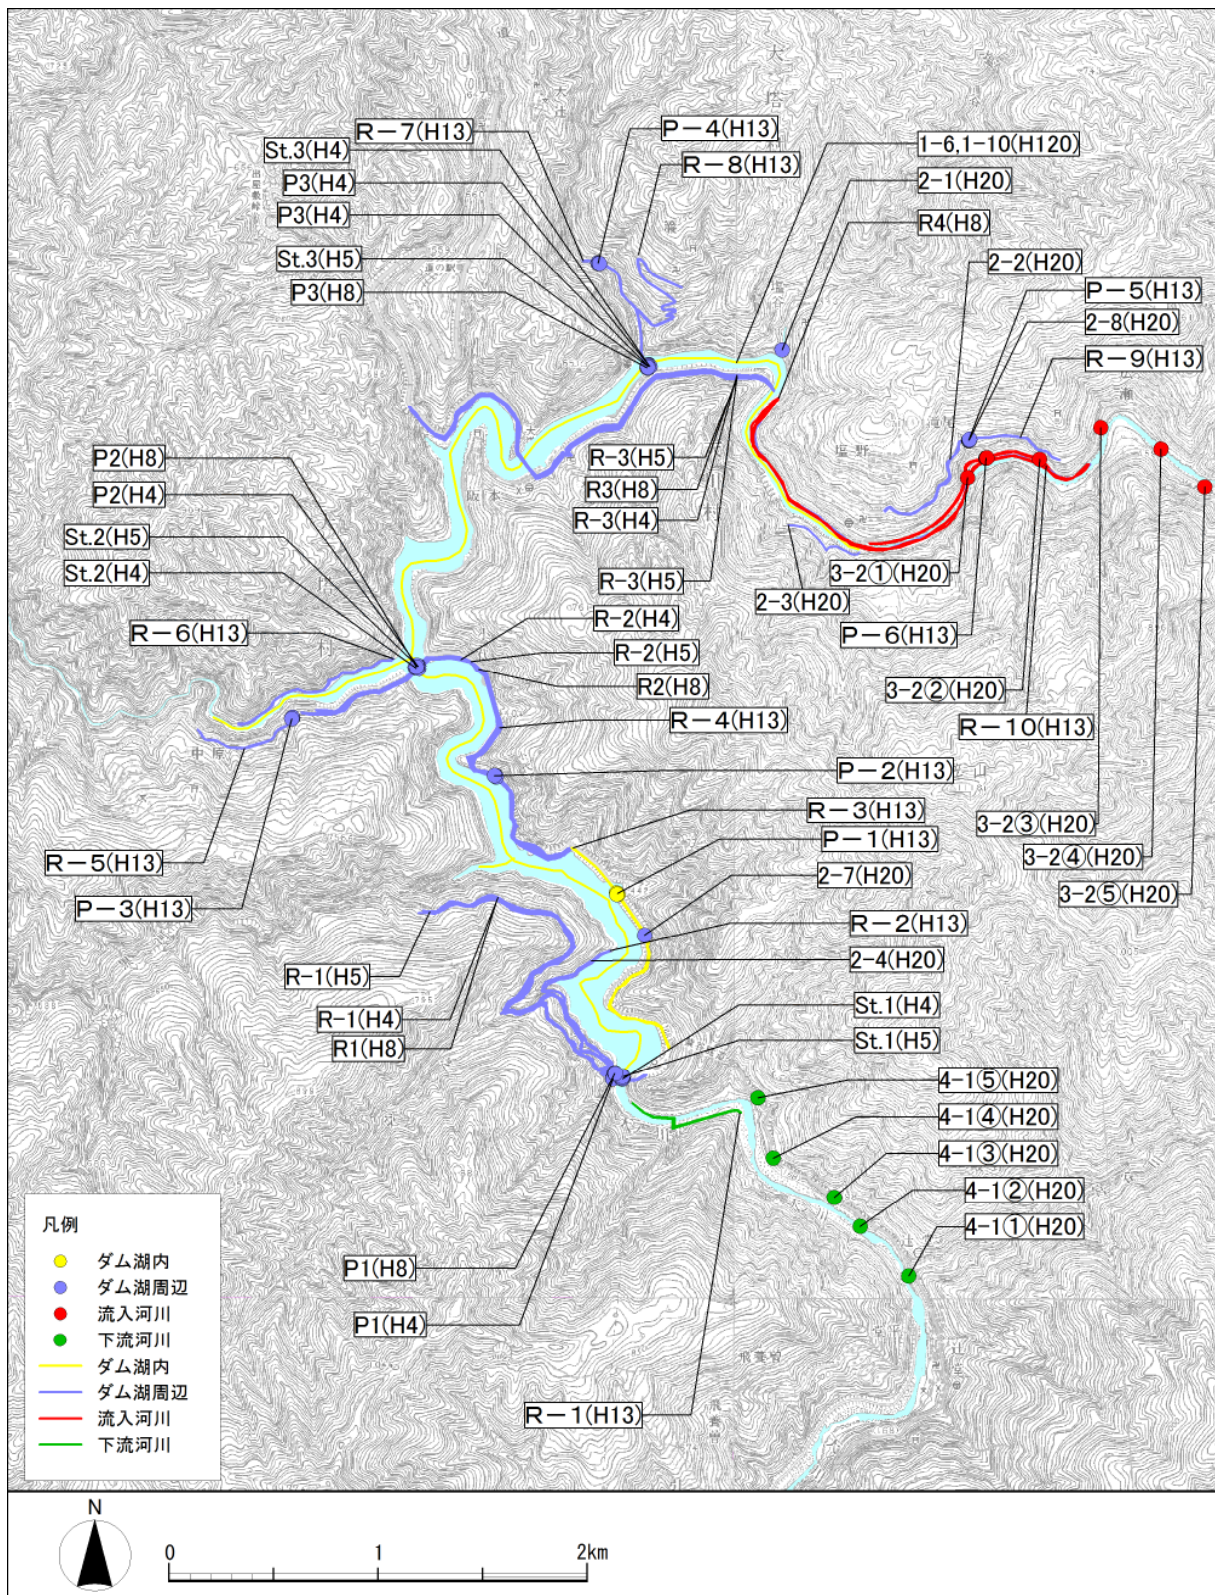 R－7(H13)
P－4(H13)
St.3(H4)
R－8(H13)
1-6,1-10(H120)
P3(H4)
2-1(H20)
P3(H4)
R4(H8)
St.3(H5)
2-2(H20)
P3(H8)
P－5(H13)
2-8(H20)
R－9(H13)
P2(H8)
R-3(H5)
P2(H4)
R3(H8)
St.2(H5)
R-3(H4)
St.2(H4)
R-3(H5)
3-2①(H20)
2-3(H20)
R－6(H13)
R-2(H4)
P－6(H13)
R-2(H5)
R2(H8)
3-2②(H20)
R－4(H13)
R－10(H13)
P－2(H13)
R－3(H13)
3-2③(H20)
P－1(H13)
3-2④(H20)
R－5(H13)
2-7(H20)
3-2⑤(H20)
P－3(H13)
R－2(H13)
2-4(H20)
R-1(H5)
St.1(H4)
R-1(H4)
St.1(H5)
R1(H8)
4-1⑤(H20)
4-1④(H20)
4-1③(H20)
4-1②(H20)
4-1①(H20)
P1(H8)
P1(H4)
R－1(H13)
凡例
ダム湖内
ダム湖周辺
流入河川
下流河川
ダム湖内
ダム湖周辺
流入河川
下流河川
N
0 1 2km